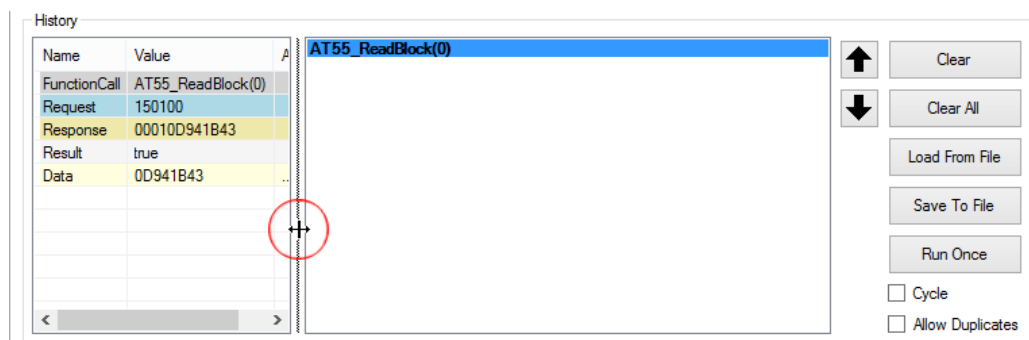 History
Name Value A
FunctionCall AT55_ReadBlock(0)
Request 150100
Response 00010D941B43
Result true
Data 0D941B43 ..
AT55_ReadBlock(0)
Clear
Clear All
Load From File
Save To File
Run Once
Cycle
Allow Duplicates